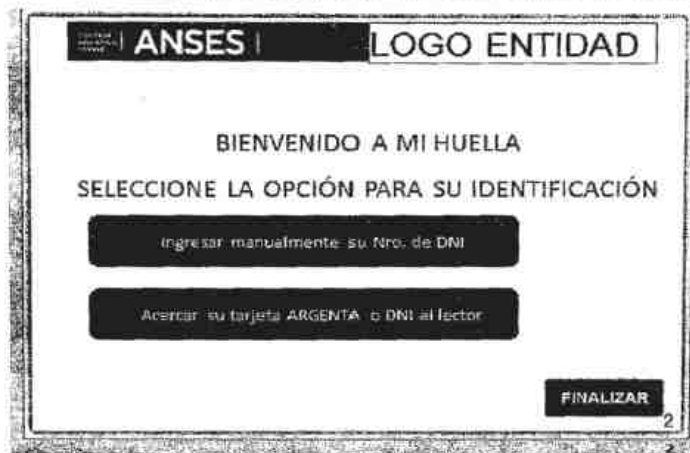 ANSES
LOGO ENTIDAD
BIENVENIDO A MI HUELLA
SELECCIONE LA OPCIÓN PARA SU IDENTIFICACIÓN
Ingresar manualmente su Nro. de DNI
Acercar su tarjeta ARGENTA o DNI al lector
FINALIZAR
2